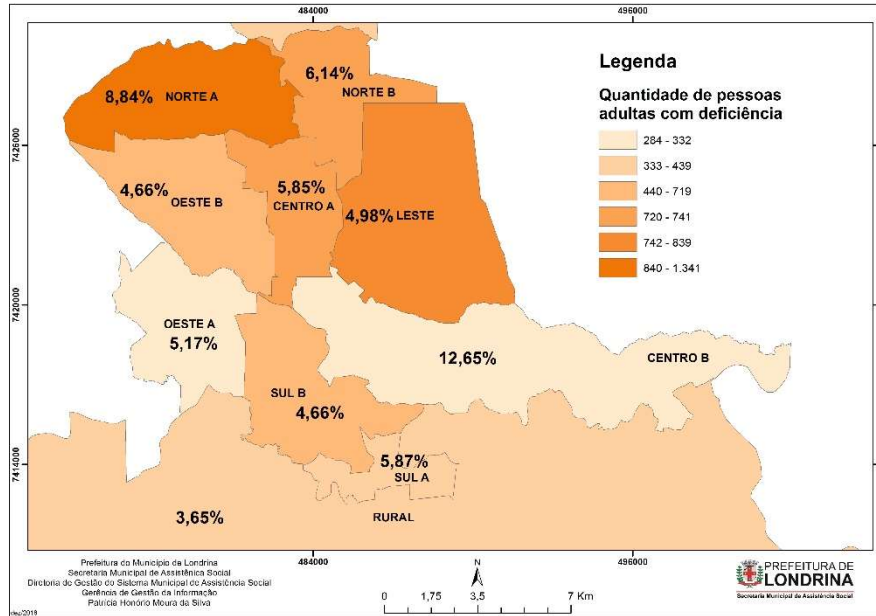 484000
496000
Legenda
Quantidade de pessoas
adultas com deficiência
284 - 332
333 - 439
440 - 719
720 - 741
742 - 839
840 - 1.341
6,14%
NORTE B
8,84%
NORTE A
7426000
7426000
4,66%
OESTE B
5,85%
CENTRO A
4,98%
LESTE
7420000
7420000
OESTE A
5,17%
12,65%
CENTRO B
SUL B
4,66%
7414000
7414000
5,87%
SUL A
3,65%
RURAL
484000
496000
Prefeitura do Município de Londrina
Secretaria Municipal de Assistência Social
Diretoria de Gestão do Sistema Municipal de Assistência Social
Gerência de Gestão da Informação
Patrícia Honório Moura da Silva
dez/2018
N
0 1,75 3,5 7 Km
PREFEITURA DE
LONDRINA
Secretaria Municipal de Assistência Social